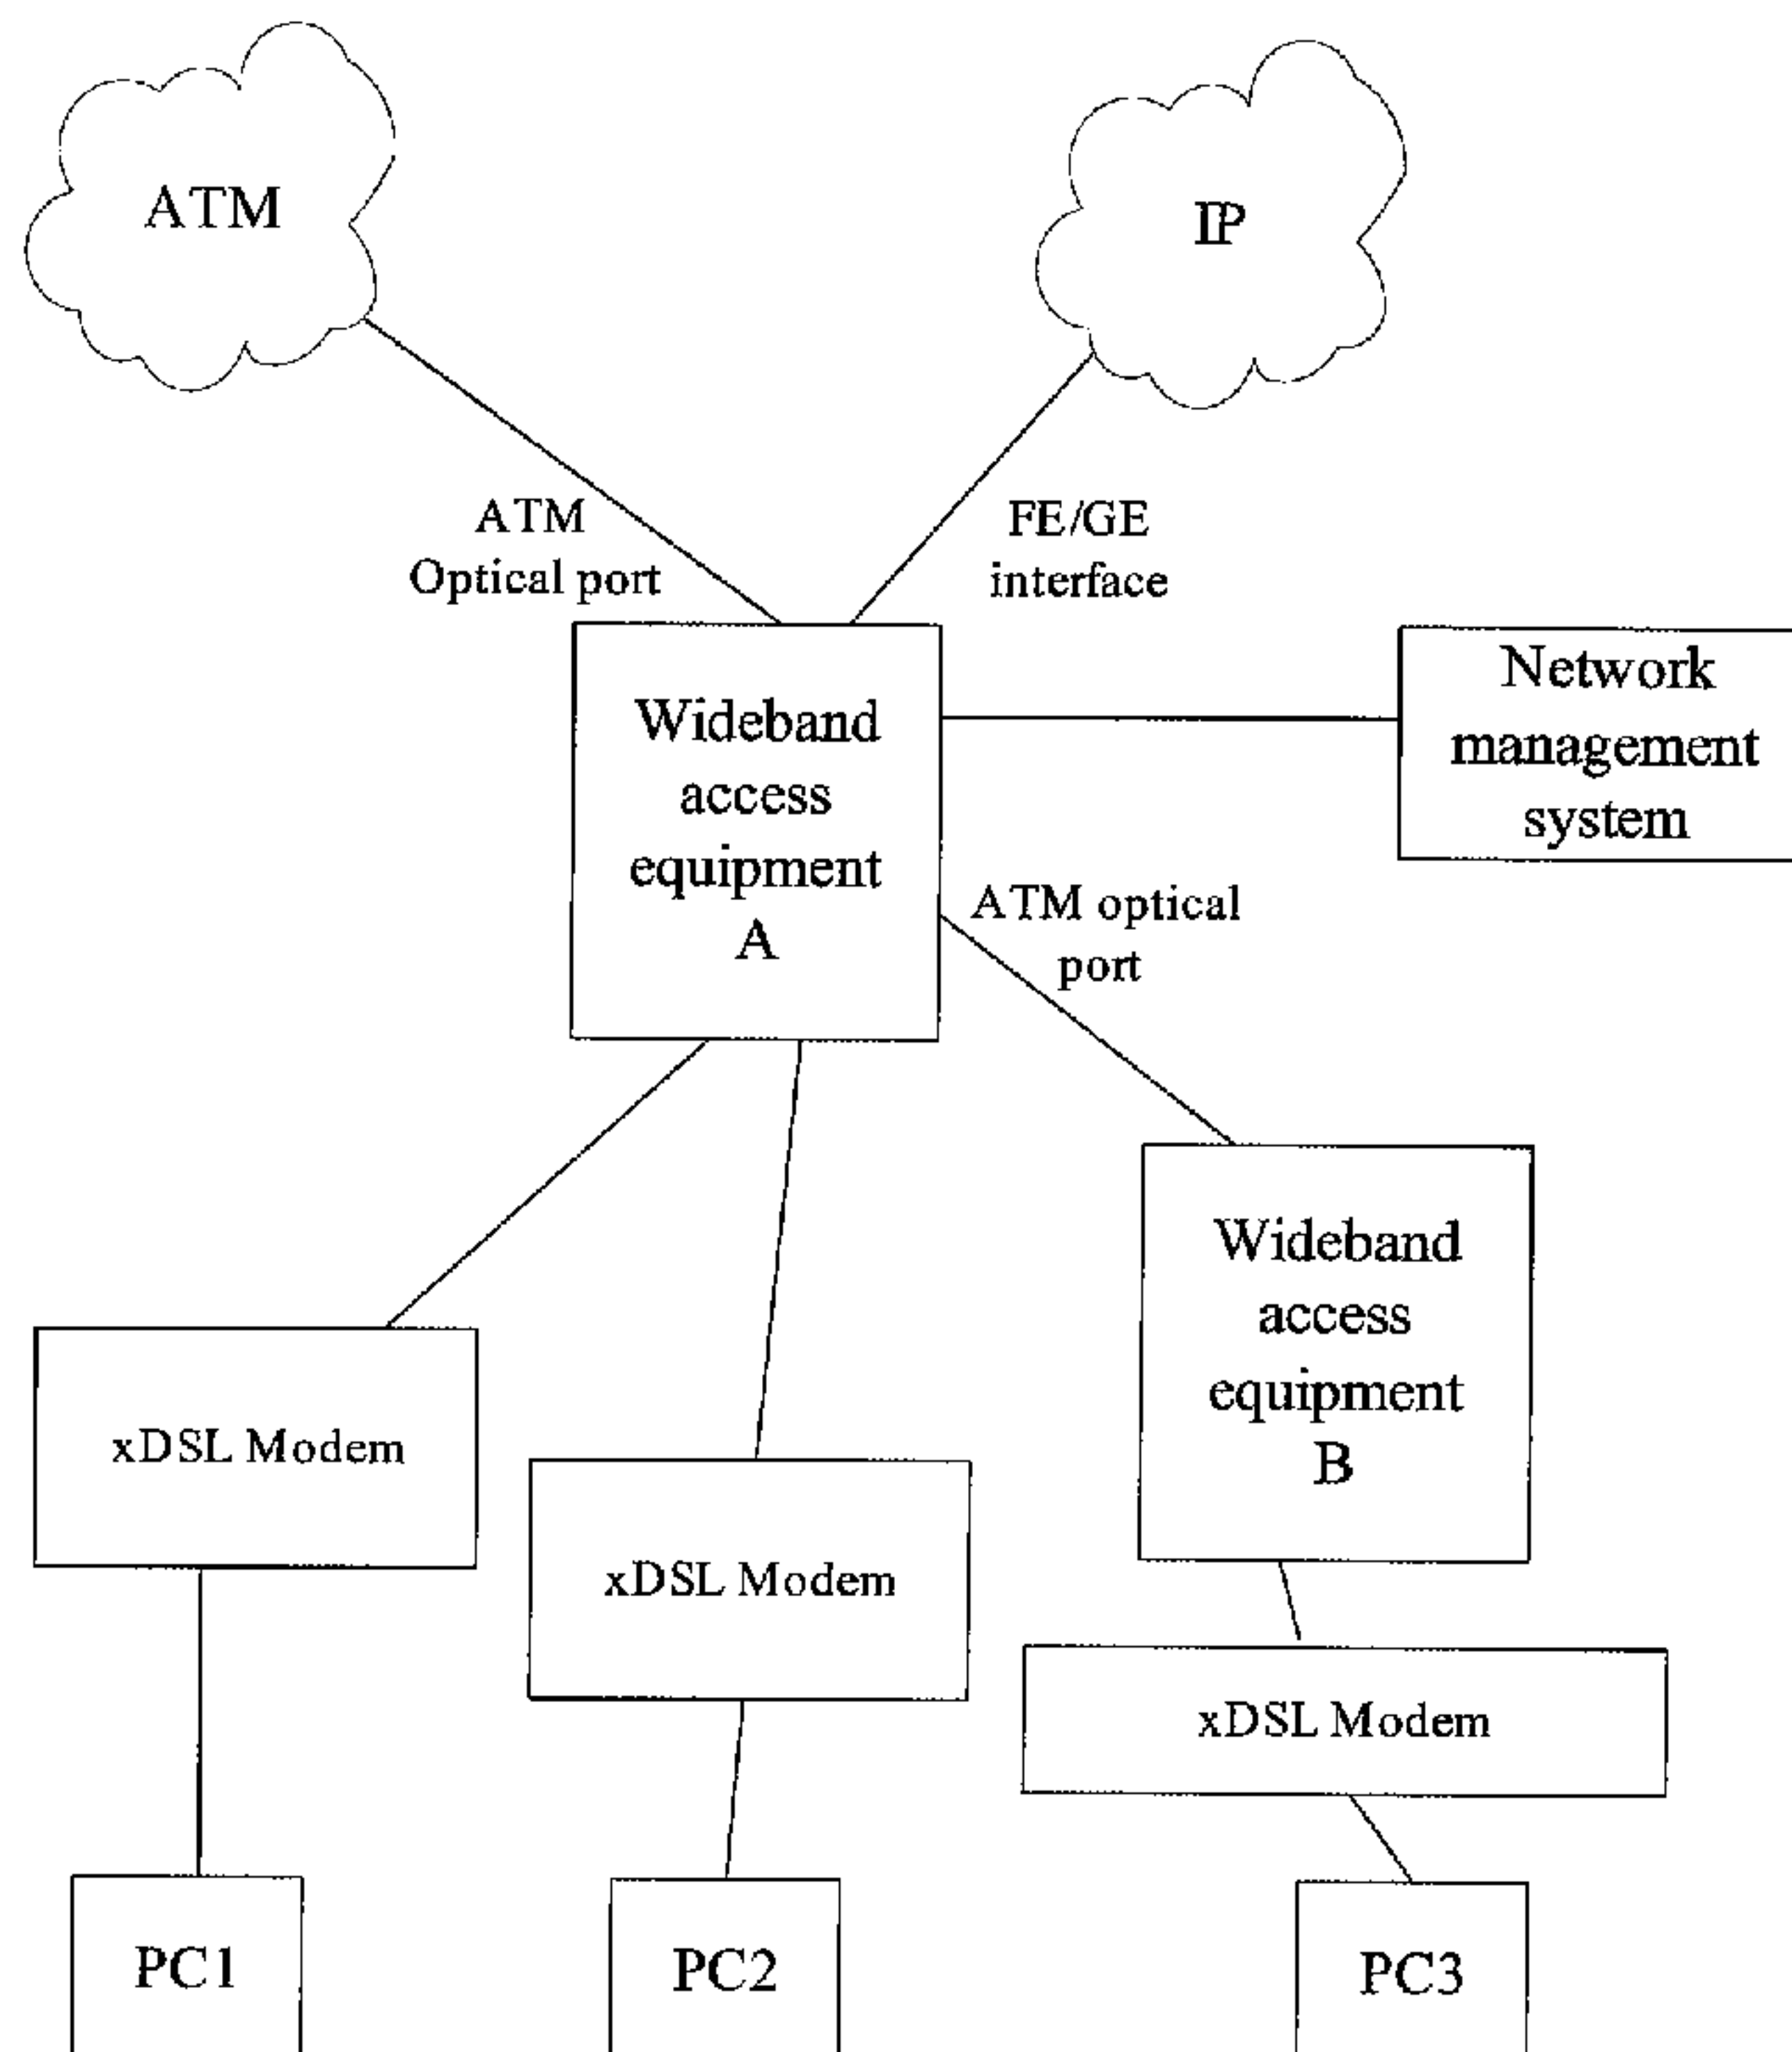 ATM
IP
ATM
Optical port
FE/GE
interface
Wideband
access
equipment
A
Network
management
system
ATM optical
port
Wideband
access
equipment
B
xDSL Modem
xDSL Modem
xDSL Modem
PC1
PC2
PC3